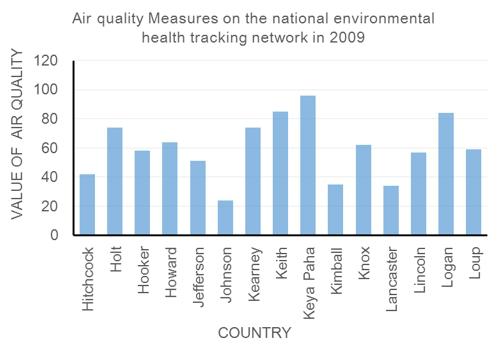 Air quality Measures on the national environmental
health tracking network in 2009
VALUE OF AIR QUALITY
120
100
80
60
40
20
0
Hitchcock
Holt
Hooker
Howard
Jefferson
Johnson
Kearney
Keith
Keya Paha
Kimball
Knox
Lancaster
Lincoln
Logan
Loup
COUNTRY